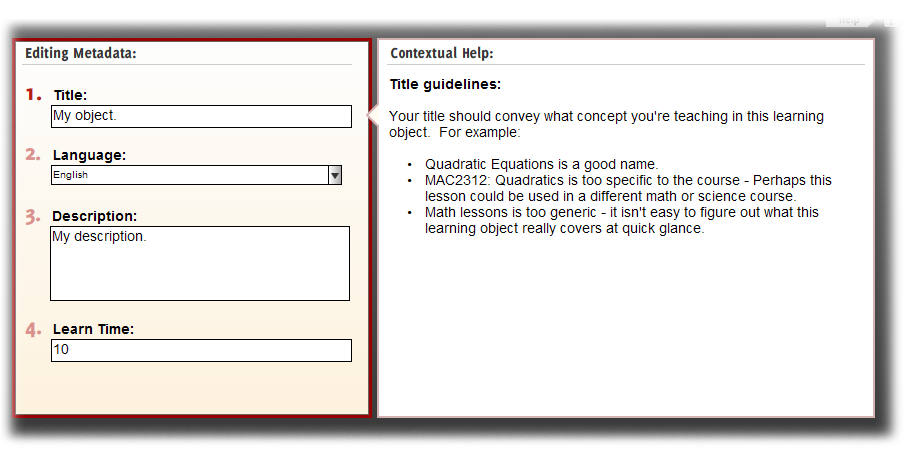 Help
Editing Metadata:
1. Title:
My object.
2. Language:
English
3. Description:
My description.
4. Learn Time:
10
Contextual Help:
Title guidelines:
Your title should convey what concept you're teaching in this learning
object.  For example:
• Quadratic Equations is a good name.
• MAC2312: Quadratics is too specific to the course - Perhaps this
lesson could be used in a different math or science course.
• Math lessons is too generic - it isn't easy to figure out what this
learning object really covers at quick glance.